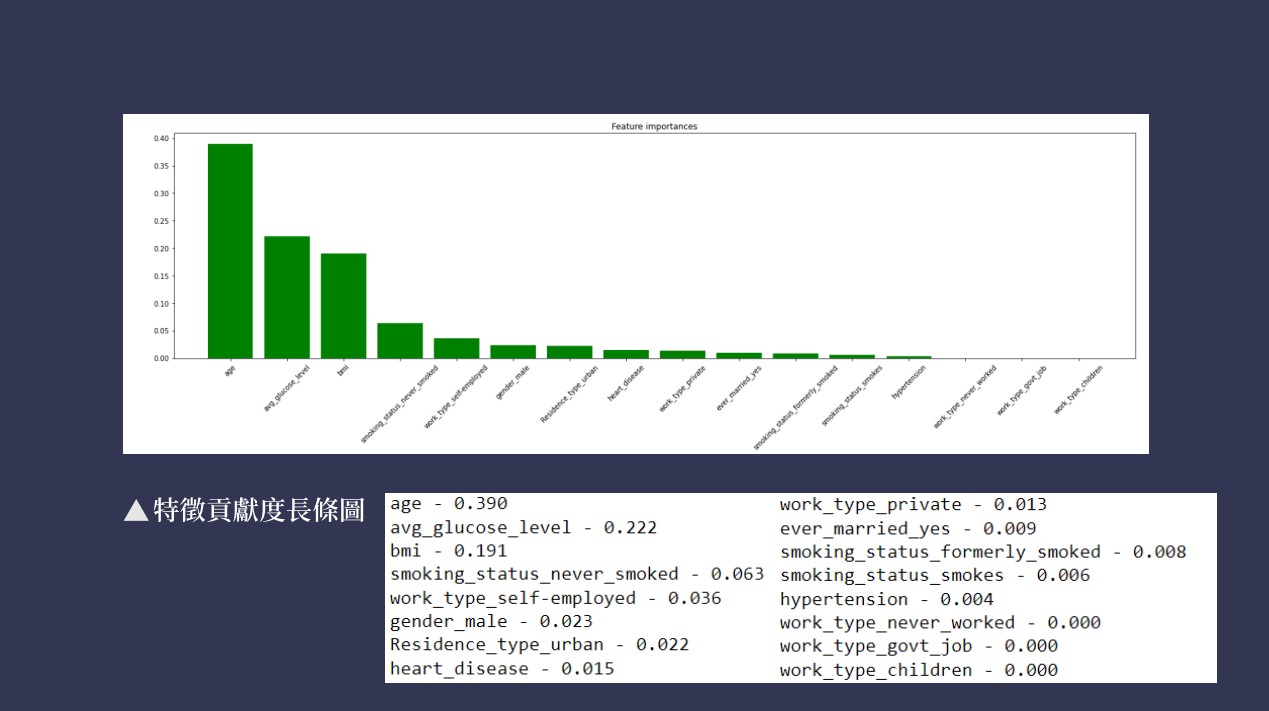 Feature importances
0.40
0.35
0.30
0.25
0.20
0.15
0.10
0.05
0.00
age
avg_glucose_level
bmi
smoking_status_never_smoked
work_type_self-employed
gender_male
Residence_type_urban
heart_disease
work_type_private
ever_married_yes
smoking_status_formerly_smoked
smoking_status_smokes
hypertension
work_type_never_worked
work_type_govt_job
work_type_children
▲特徵貢獻度長條圖
age - 0.390
avg_glucose_level - 0.222
bmi - 0.191
smoking_status_never_smoked - 0.063
work_type_self-employed - 0.036
gender_male - 0.023
Residence_type_urban - 0.022
heart_disease - 0.015
work_type_private - 0.013
ever_married_yes - 0.009
smoking_status_formerly_smoked - 0.008
smoking_status_smokes - 0.006
hypertension - 0.004
work_type_never_worked - 0.000
work_type_govt_job - 0.000
work_type_children - 0.000